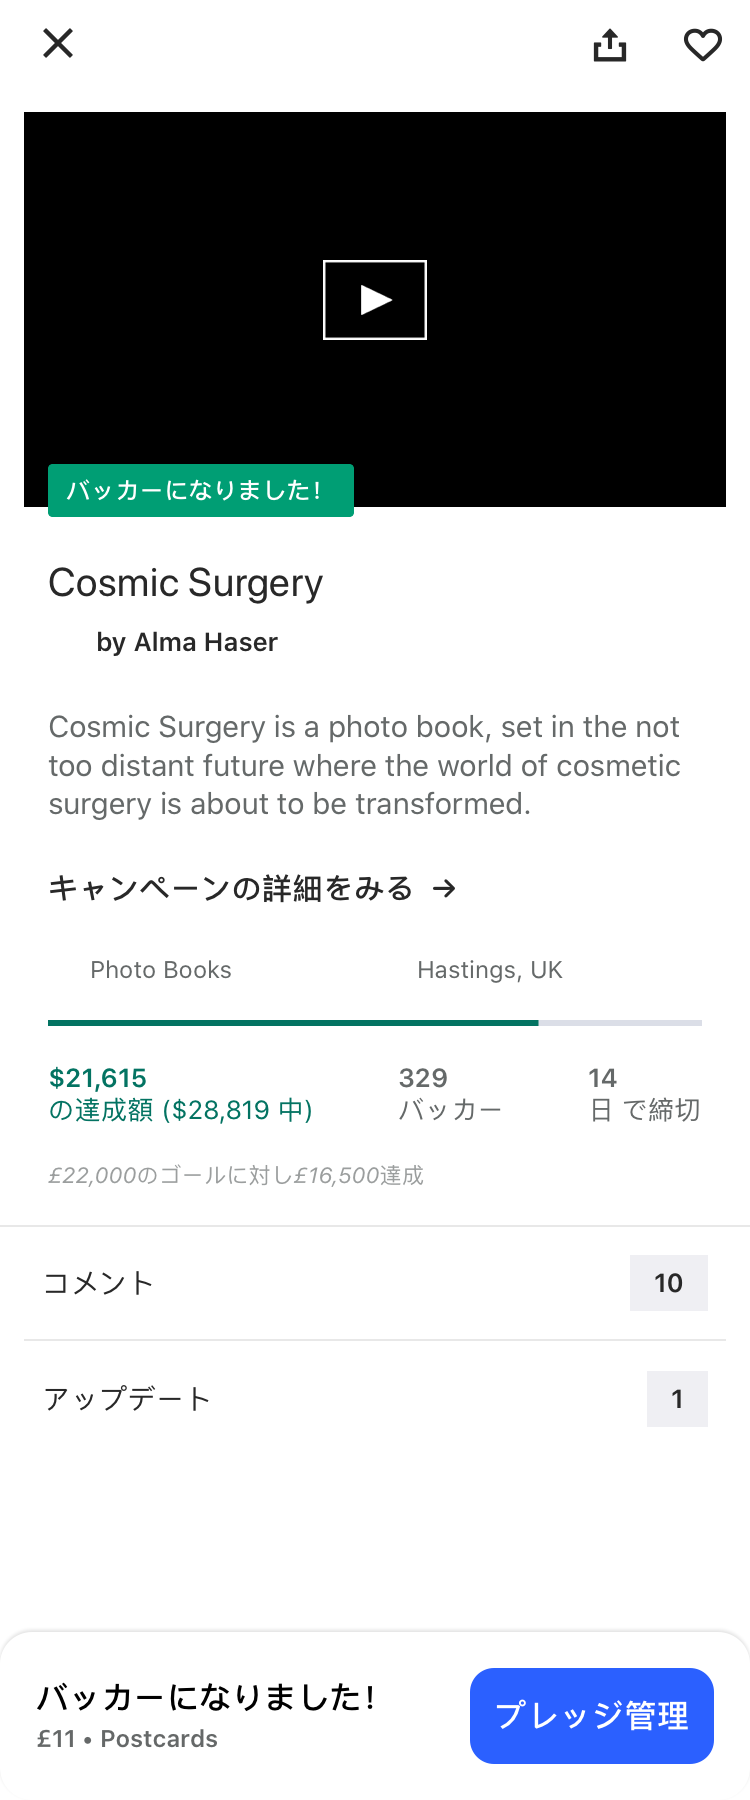 バッカーになりました!
Cosmic Surgery
by Alma Haser
Cosmic Surgery is a photo book, set in the not
too distant future where the world of cosmetic
surgery is about to be transformed.
キャンペーンの詳細をみる →
Photo Books
Hastings, UK
$21,615
の達成額 ($28,819 中)
329
バッカー
14
日 で締切
£22,000のゴールに対し£16,500達成
コメント
10
アップデート
1
バッカーになりました!
£11 • Postcards
プレッジ管理